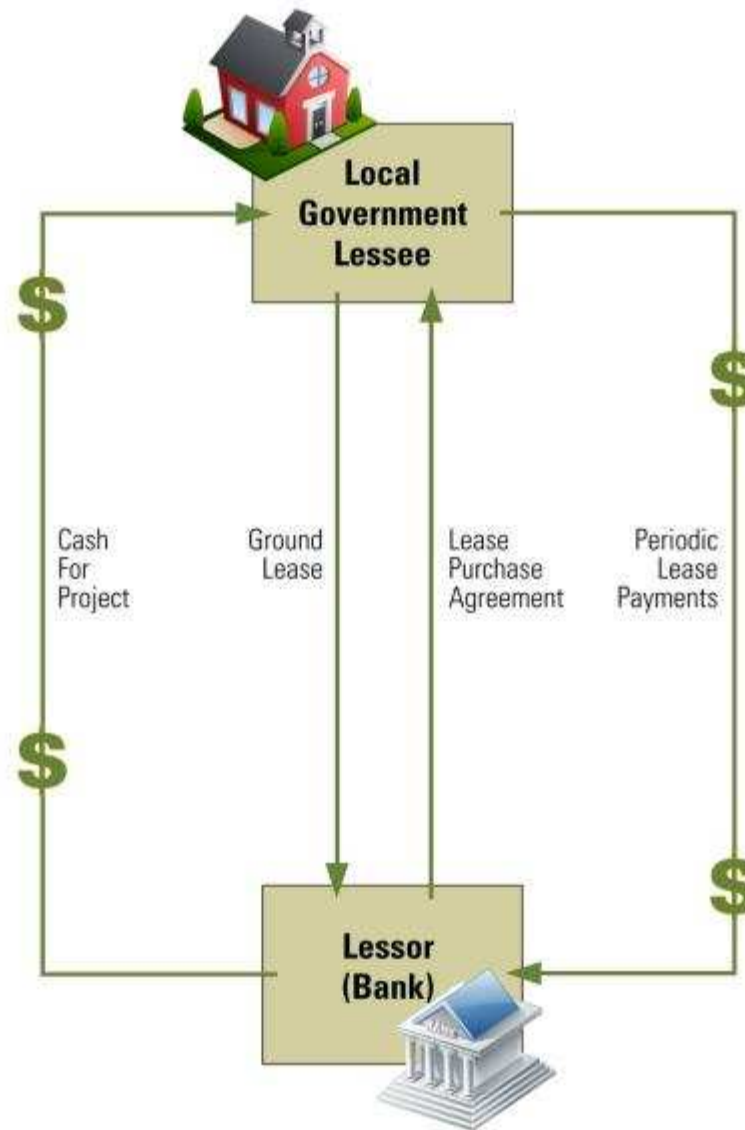 Local
Government
Lessee
$
$
Cash
For
Project
Ground
Lease
Lease
Purchase
Agreement
Periodic
Lease
Payments
$
$
Lessor
(Bank)